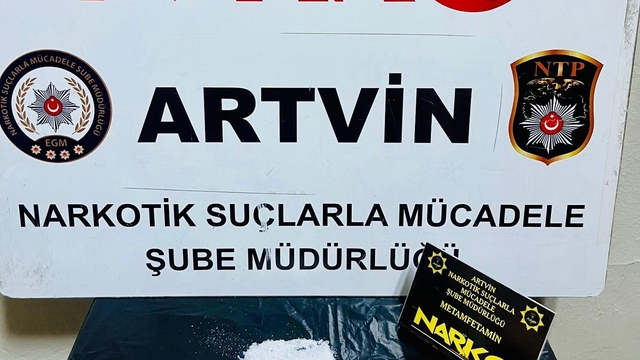 NARKOTİK SUÇLARLA MÜCADELE ŞUBE MÜDÜRLÜĞÜ
EGM
ARTVİN
NTP
NARKOTİK SUÇLARLA MÜCADELE
ŞUBE MÜDÜRLÜĞÜ
ARTVİN
NARKOTİK SUÇLARLA
MÜCADELE
ŞUBE MÜDÜRLÜĞÜ
METAMFETAMİN